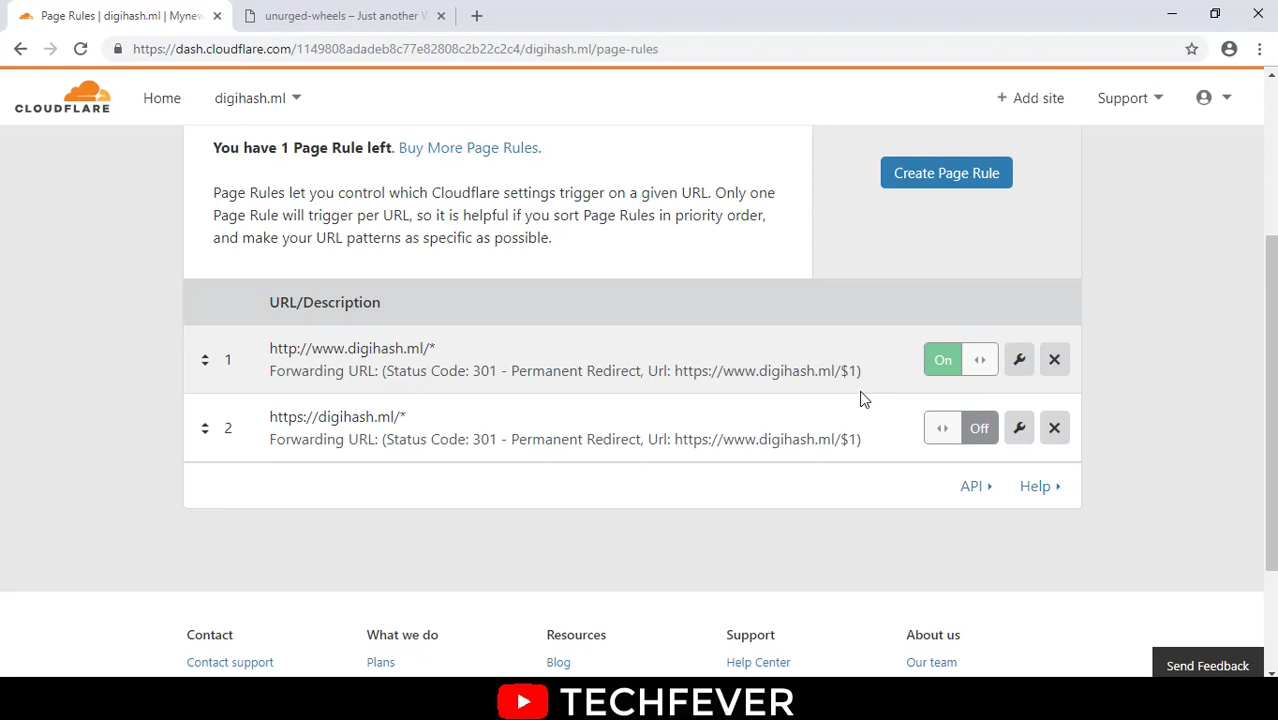 Page Rules | digihash.ml | Mynew
unurged-wheels – Just another W
https://dash.cloudflare.com/1149808adadeb8c77e82808c2b22c2c4/digihash.ml/page-rules
CLOUDFLARE
Home
digihash.ml
+ Add site
Support
You have 1 Page Rule left. Buy More Page Rules.
Create Page Rule
Page Rules let you control which Cloudflare settings trigger on a given URL. Only one
Page Rule will trigger per URL, so it is helpful if you sort Page Rules in priority order,
and make your URL patterns as specific as possible.
URL/Description
1
http://www.digihash.ml/*
Forwarding URL: (Status Code: 301 - Permanent Redirect, Url: https://www.digihash.ml/$1)
On
2
https://digihash.ml/*
Forwarding URL: (Status Code: 301 - Permanent Redirect, Url: https://www.digihash.ml/$1)
Off
API
Help
Contact
What we do
Resources
Support
About us
Contact support
Plans
Blog
Help Center
Our team
Send Feedback
TECHFEVER